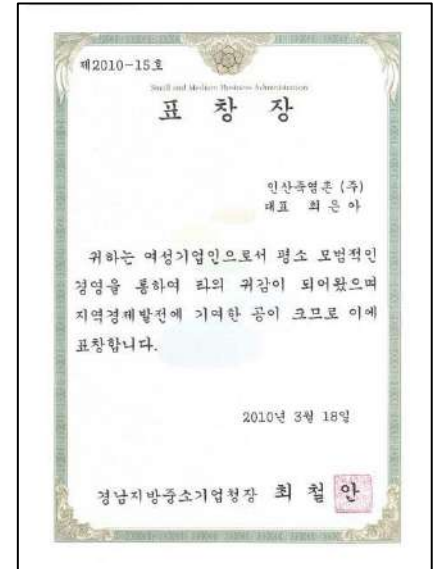 제2010-15호
Small and Medium Business Administration
표 창 장
인산죽염촌 (주)
대표 최은아
귀하는 여성기업인으로서 평소 모범적인
경영을 통하여 타의 귀감이 되어왔으며
지역경제발전에 기여한 공이 크므로 이에
표창합니다.
2010년 3월 18일
경남지방중소기업청장 최 철 안